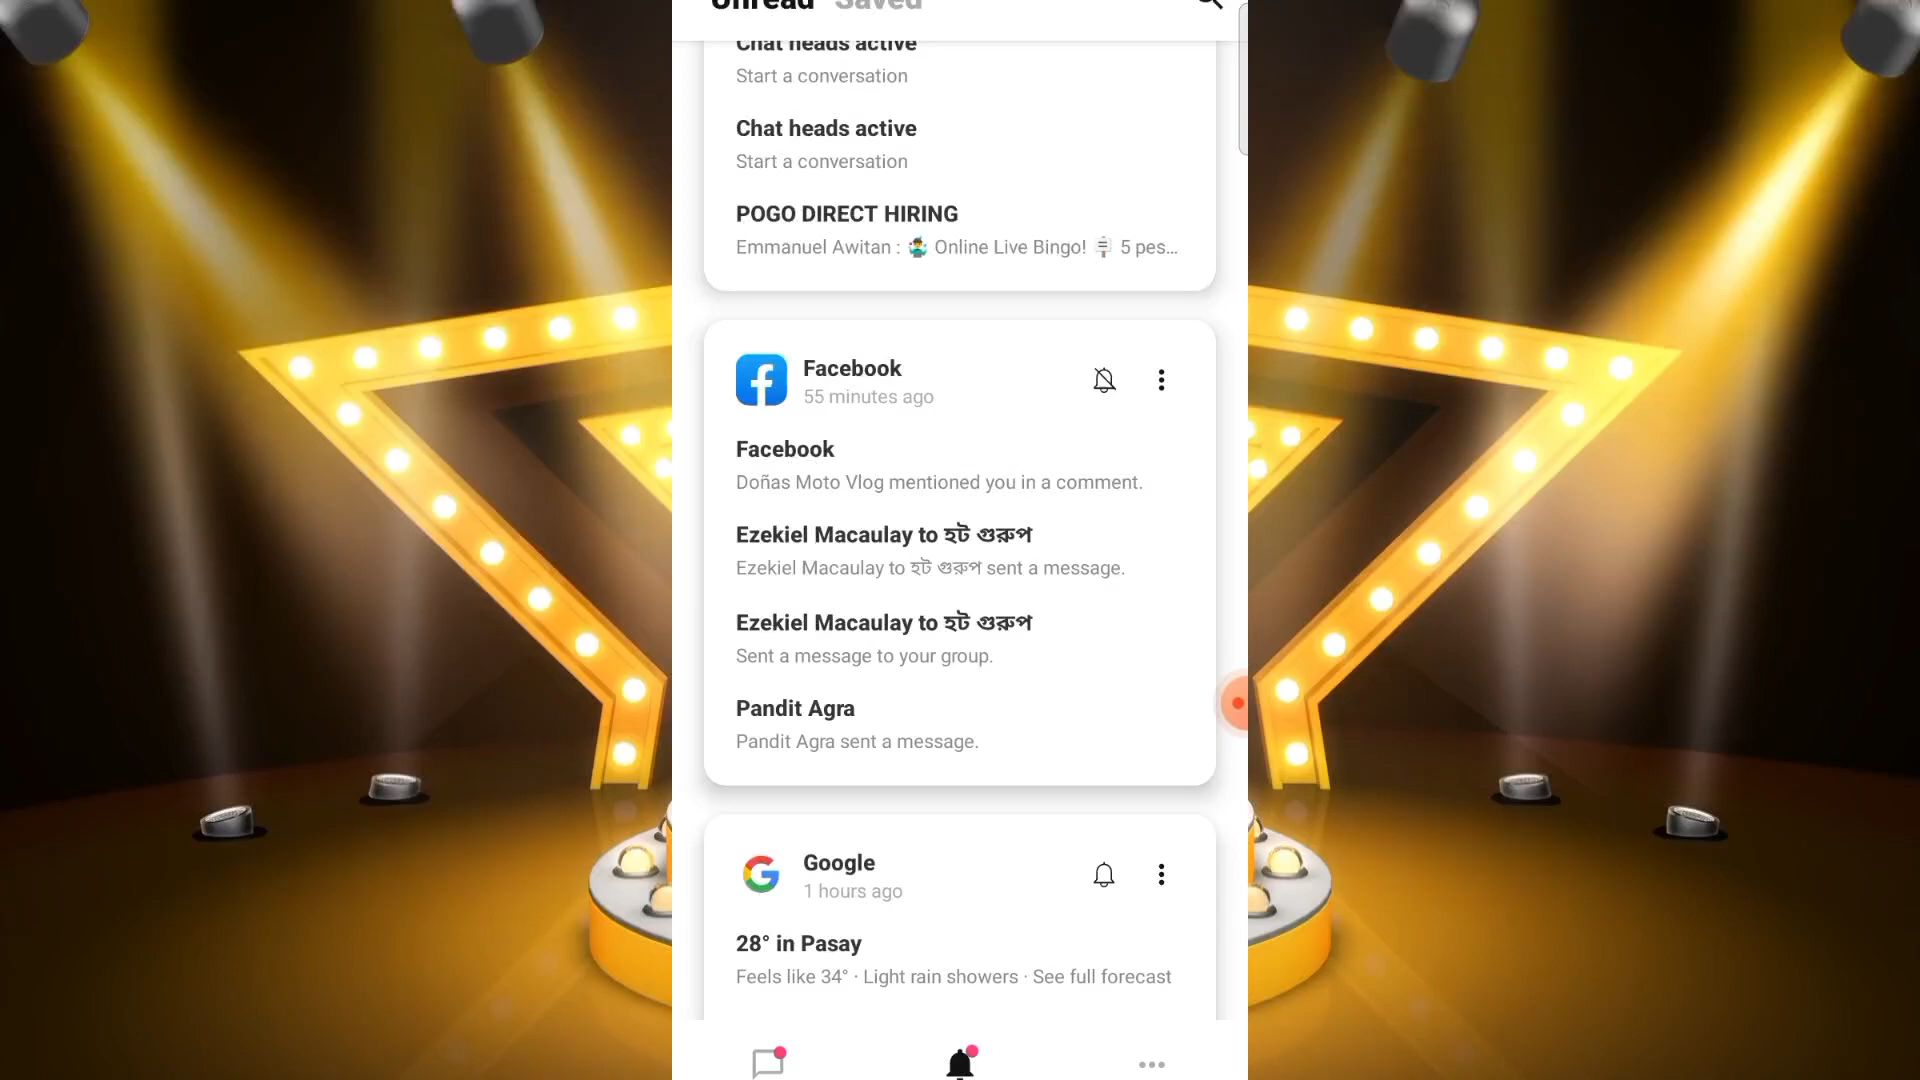 Unread Saved
Chat heads active
Start a conversation
Chat heads active
Start a conversation
POGO DIRECT HIRING
Emmanuel Awitan : Online Live Bingo! 5 pes...
Facebook
55 minutes ago
Facebook
Doñas Moto Vlog mentioned you in a comment.
Ezekiel Macaulay to হট গুরুপ
Ezekiel Macaulay to হট গুরুপ sent a message.
Ezekiel Macaulay to হট গুরুপ
Sent a message to your group.
Pandit Agra
Pandit Agra sent a message.
Google
1 hours ago
28° in Pasay
Feels like 34° · Light rain showers · See full forecast